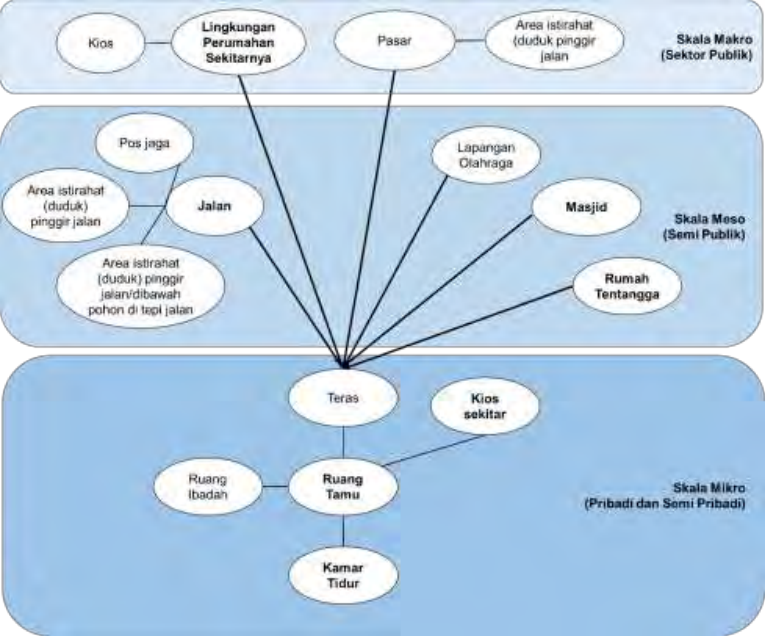 Kios
Lingkungan
Perumahan
Sekitarnya
Pasar
Area istirahat
(duduk pinggir
jalan
Skala Makro
(Sektor Publik)
Pos jaga
Area istirahat
(duduk)
pinggir jalan
Jalan
Area istirahat
(duduk) pinggir
jalan/dibawah
pohon di tepi jalan
Lapangan
Olahraga
Masjid
Rumah
Tentangga
Skala Meso
(Semi Publik)
Teras
Kios
sekitar
Ruang
Ibadah
Ruang
Tamu
Kamar
Tidur
Skala Mikro
(Pribadi dan Semi Pribadi)